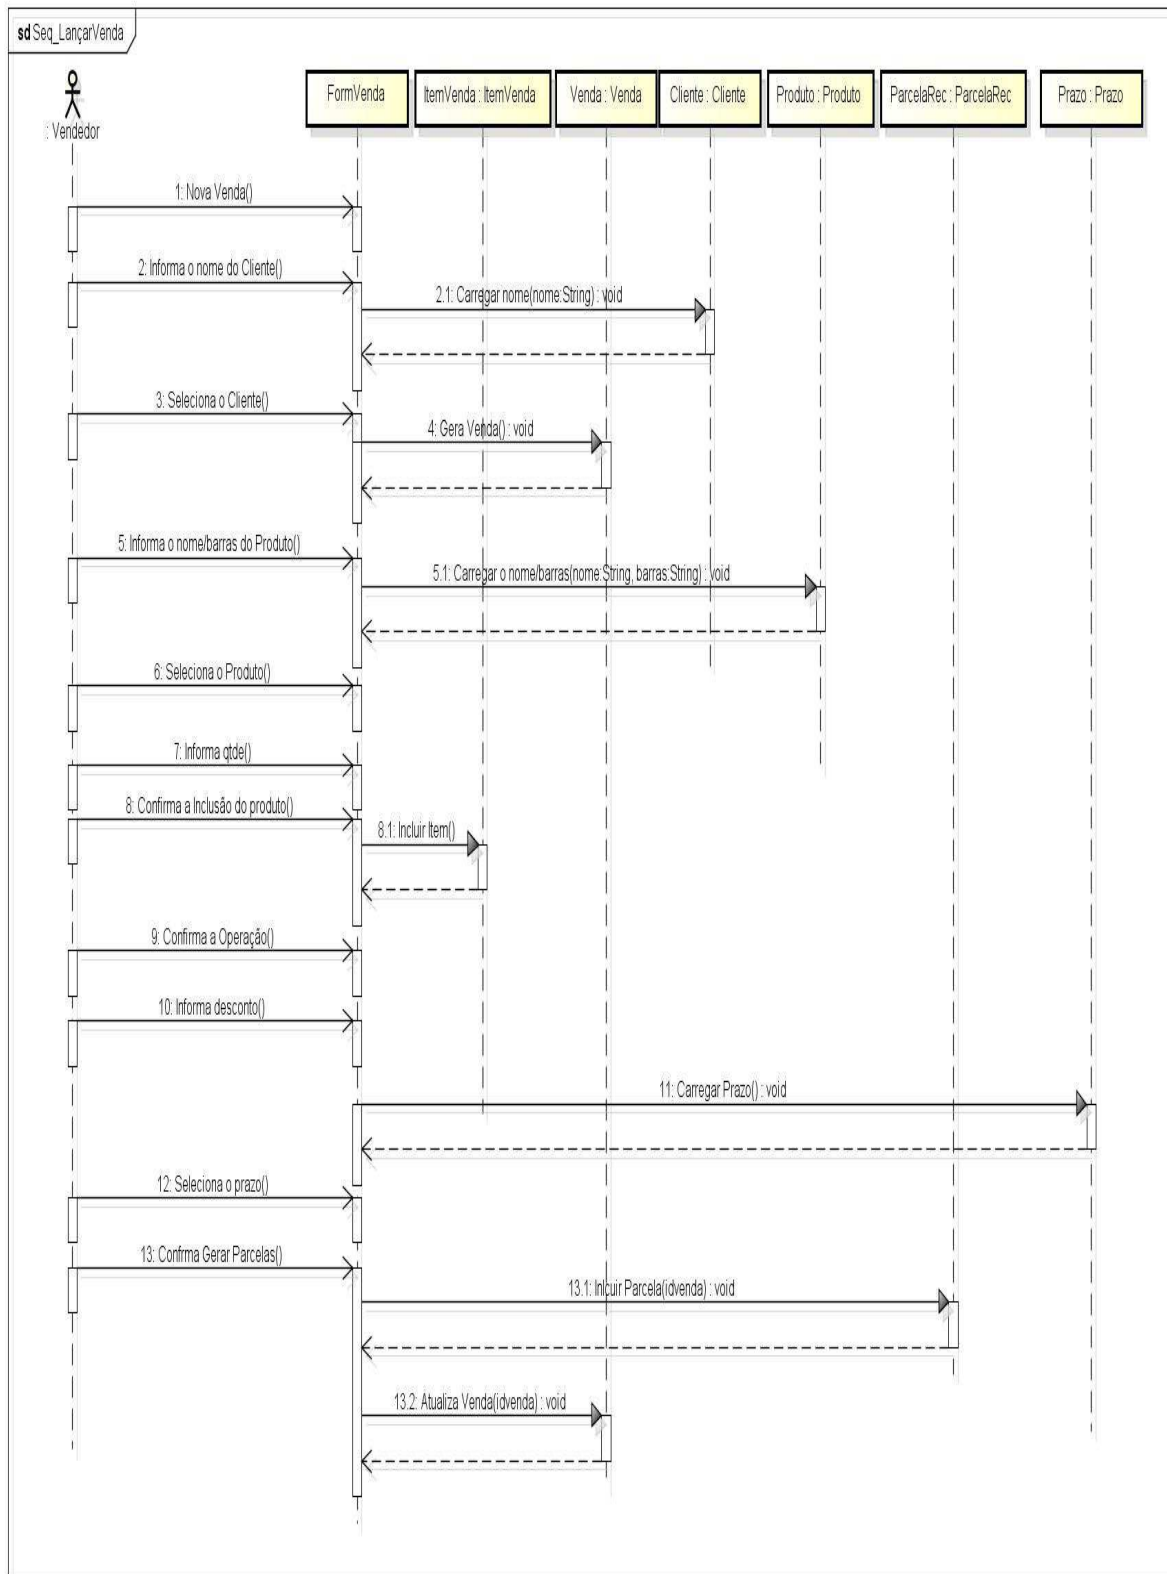 sd Seq_LançarVenda
: Vendedor
FormVenda
ItemVenda : ItemVenda
Venda : Venda
Cliente : Cliente
Produto : Produto
ParcelaRec : ParcelaRec
Prazo : Prazo
1: Nova Venda()
2: Informa o nome do Cliente()
2.1: Carregar nome(nome:String) : void
3: Seleciona o Cliente()
4: Gera Venda() : void
5: Informa o nome/barras do Produto()
5.1: Carregar o nome/barras(nome:String, barras:String) : void
6: Seleciona o Produto()
7: Informa qtde()
8: Confirma a Inclusão do produto()
8.1: Incluir Item()
9: Confirma a Operação()
10: Informa desconto()
11: Carregar Prazo() : void
12: Seleciona o prazo()
13: Confrma Gerar Parcelas()
13.1: Inlcuir Parcela(idvenda) : void
13.2: Atualiza Venda(idvenda) : void